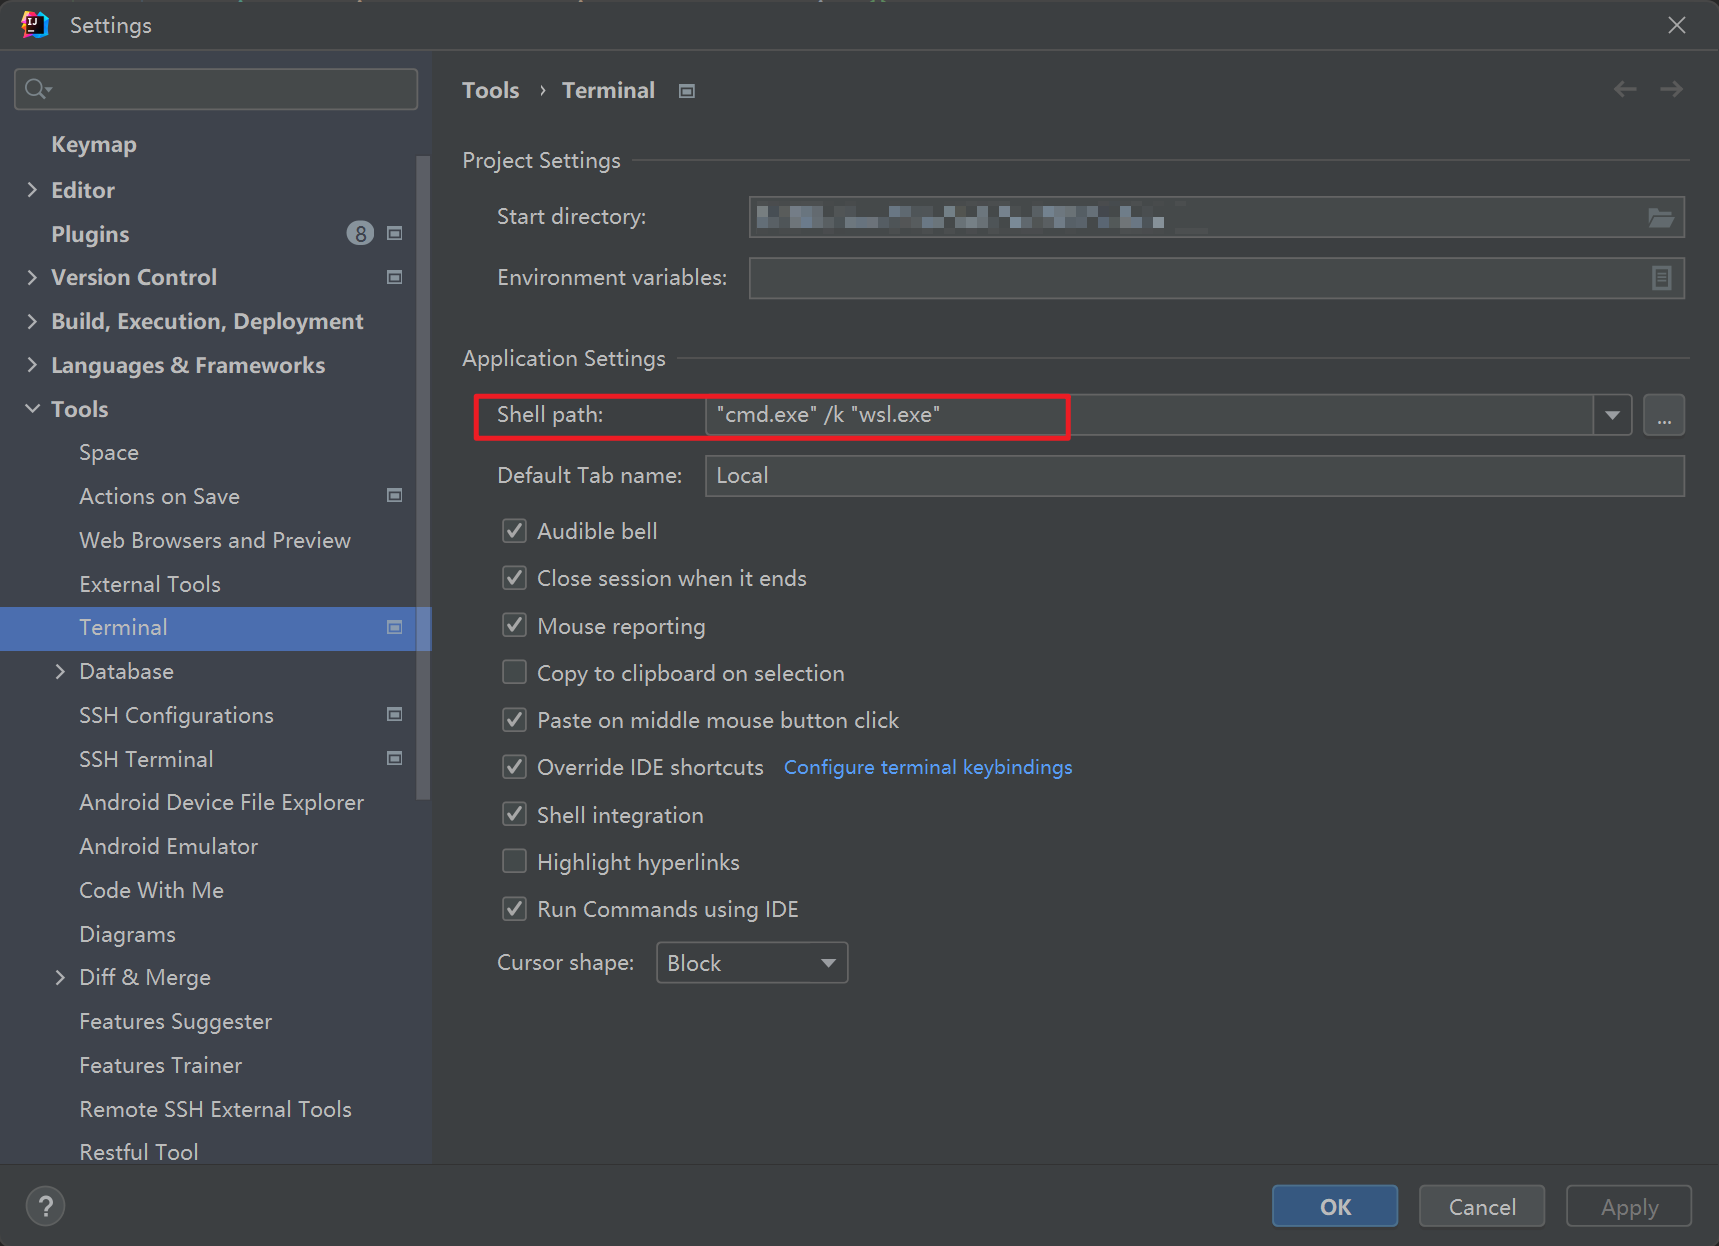 IJ
Settings
Keymap
Editor
Plugins 8
Version Control
Build, Execution, Deployment
Languages & Frameworks
Tools
Space
Actions on Save
Web Browsers and Preview
External Tools
Terminal
Database
SSH Configurations
SSH Terminal
Android Device File Explorer
Android Emulator
Code With Me
Diagrams
Diff & Merge
Features Suggester
Features Trainer
Remote SSH External Tools
Restful Tool
Tools › Terminal
Project Settings
Start directory:
Environment variables:
Application Settings
Shell path: "cmd.exe" /k "wsl.exe" ...
Default Tab name: Local
Audible bell
Close session when it ends
Mouse reporting
Copy to clipboard on selection
Paste on middle mouse button click
Override IDE shortcuts Configure terminal keybindings
Shell integration
Highlight hyperlinks
Run Commands using IDE
Cursor shape: Block
? OK Cancel Apply